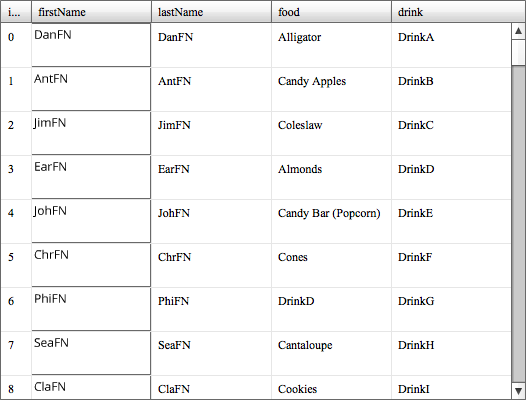 i... firstName lastName food drink
0 DanFN DanFN Alligator DrinkA
1 AntFN AntFN Candy Apples DrinkB
2 JimFN JimFN Coleslaw DrinkC
3 EarFN EarFN Almonds DrinkD
4 JohFN JohFN Candy Bar (Popcorn) DrinkE
5 ChrFN ChrFN Cones DrinkF
6 PhiFN PhiFN DrinkD DrinkG
7 SeaFN SeaFN Cantaloupe DrinkH
8 ClaFN ClaFN Cookies DrinkI